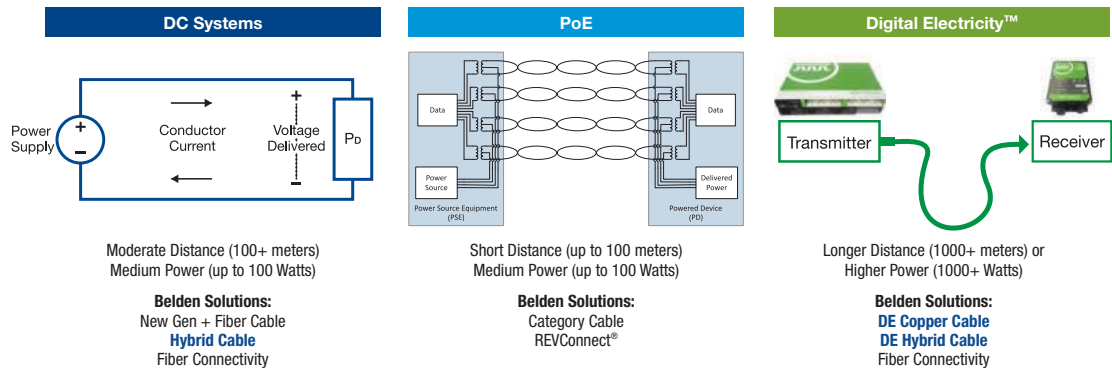 DC Systems
Power
Supply
+
–
Conductor
Current
+
Voltage
Delivered
–
PD
Moderate Distance (100+ meters)
Medium Power (up to 100 Watts)
Belden Solutions:
New Gen + Fiber Cable
Hybrid Cable
Fiber Connectivity
PoE
Data
Power
Source
Power Source Equipment
(PSE)
Data
Delivered
Power
Powered Device
(PD)
Short Distance (up to 100 meters)
Medium Power (up to 100 Watts)
Belden Solutions:
Category Cable
REVConnect®
Digital Electricity™
Transmitter
Receiver
Longer Distance (1000+ meters) or
Higher Power (1000+ Watts)
Belden Solutions:
DE Copper Cable
DE Hybrid Cable
Fiber Connectivity